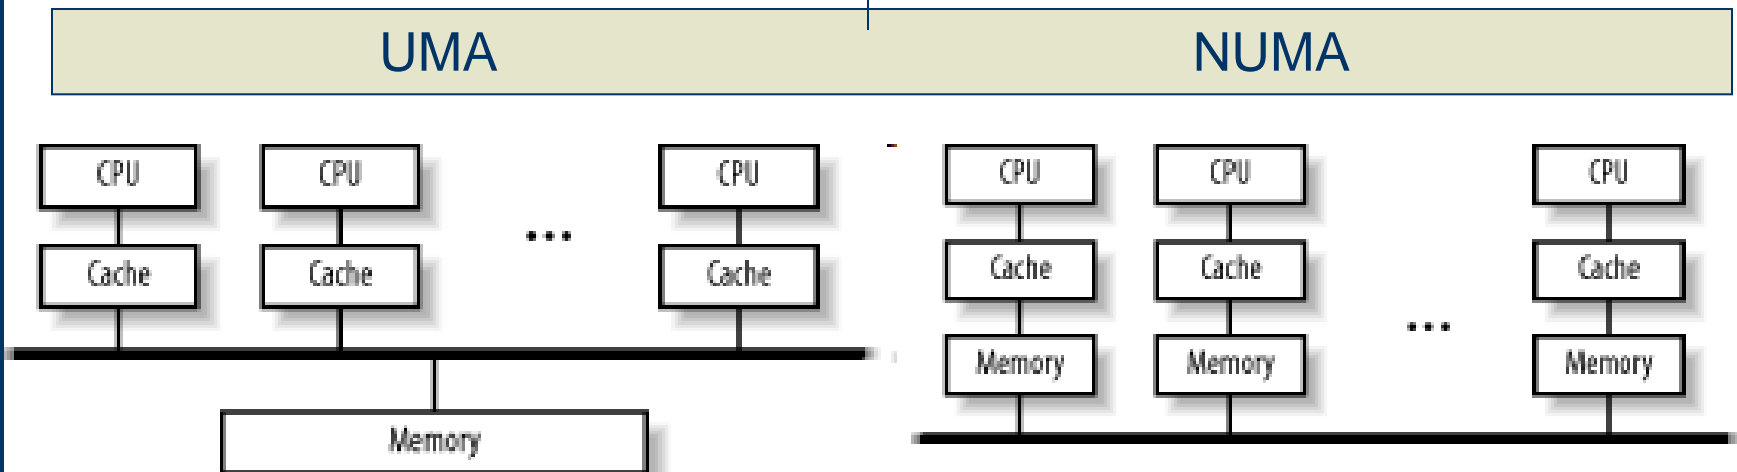 UMA NUMA
CPU CPU ... CPU
Cache Cache Cache
Memory
CPU CPU CPU
Cache Cache Cache
...
Memory Memory Memory